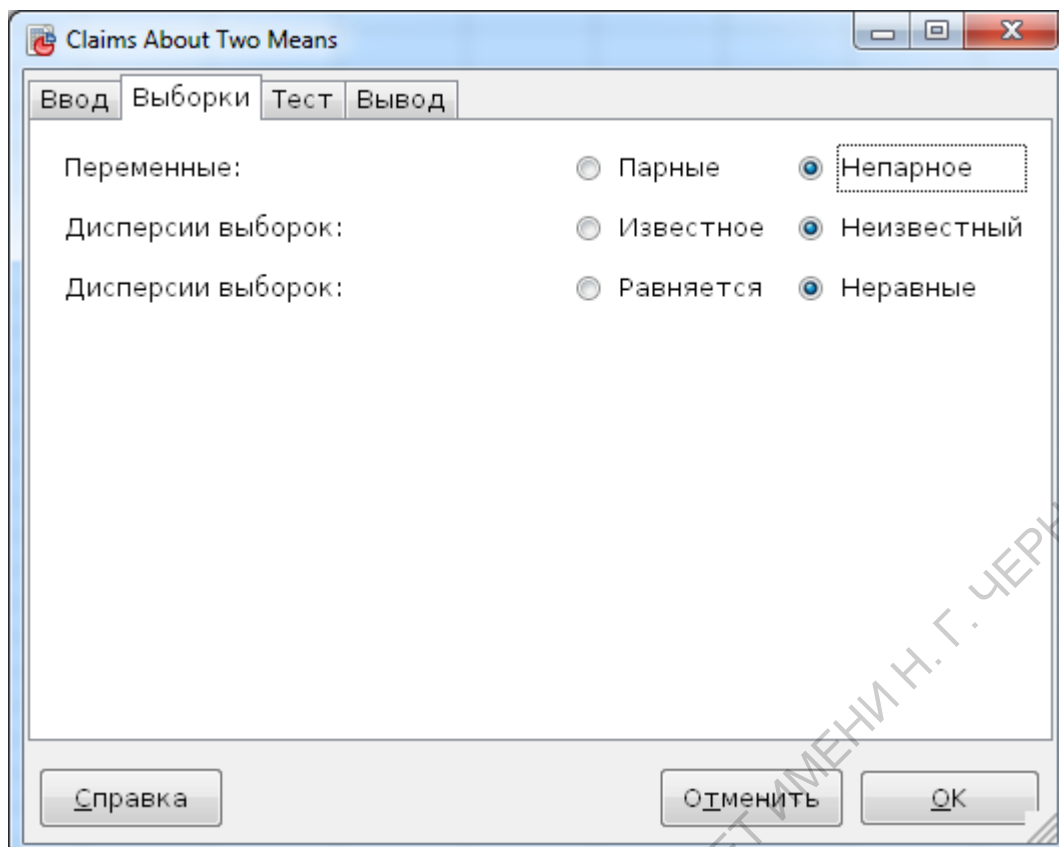 Claims About Two Means
Ввод Выборки Тест Вывод
Переменные: Парные Непарное
Дисперсии выборок: Известное Неизвестный
Дисперсии выборок: Равняется Неравные
Справка Отменить OK
ИМЕНИ Н. Г.